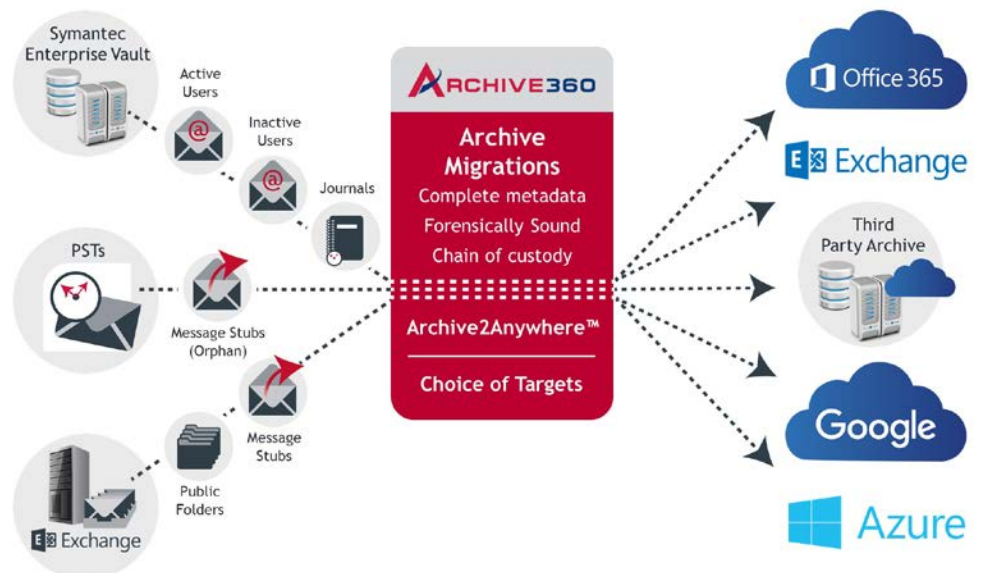 Symantec
Enterprise Vault
Active
Users
@
Inactive
Users
@
Journals
PSTs
Message Stubs
(Orphan)
Message
Stubs
Public
Folders
E Exchange
ARCHIVE360
Archive
Migrations
Complete metadata
Forensically Sound
Chain of custody
Archive2Anywhere™
Choice of Targets
Office 365
E Exchange
Third
Party Archive
Google
Azure